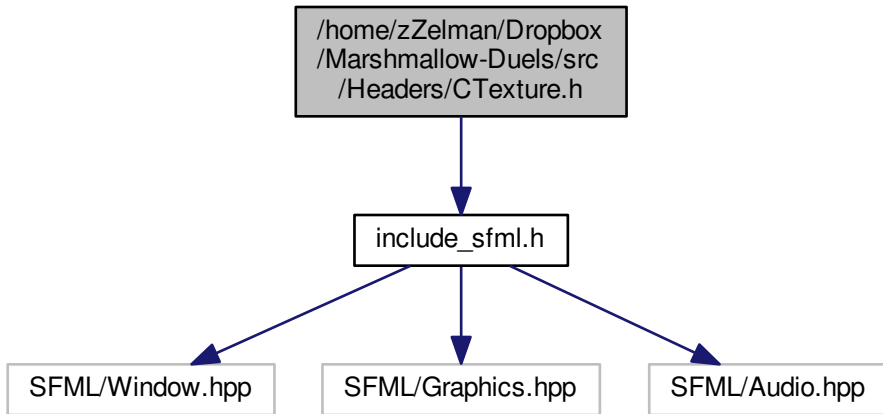 /home/zZelman/Dropbox
/Marshmallow-Duels/src
/Headers/CTexture.h
include_sfml.h
SFML/Window.hpp
SFML/Graphics.hpp
SFML/Audio.hpp